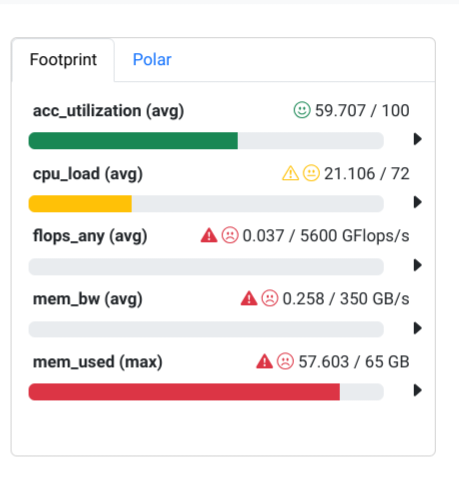 Footprint Polar
acc_utilization (avg) 59.707 / 100
cpu_load (avg) 21.106 / 72
flops_any (avg) 0.037 / 5600 GFlops/s
mem_bw (avg) 0.258 / 350 GB/s
mem_used (max) 57.603 / 65 GB